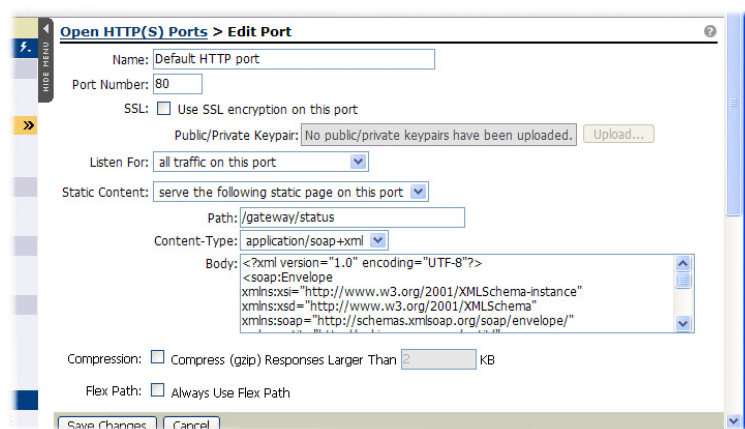 HIDE MENU
Open HTTP(S) Ports > Edit Port
Name: Default HTTP port
Port Number: 80
SSL: Use SSL encryption on this port
Public/Private Keypair: No public/private keypairs have been uploaded. Upload...
Listen For: all traffic on this port
Static Content: serve the following static page on this port
Path: /gateway/status
Content-Type: application/soap+xml
Body: <?xml version="1.0" encoding="UTF-8"?>
<soap:Envelope
xmlns:xsi="http://www.w3.org/2001/XMLSchema-instance"
xmlns:xsd="http://www.w3.org/2001/XMLSchema"
xmlns:soap="http://schemas.xmlsoap.org/soap/envelope/"
Compression: Compress (gzip) Responses Larger Than 2 KB
Flex Path: Always Use Flex Path
Save Changes Cancel